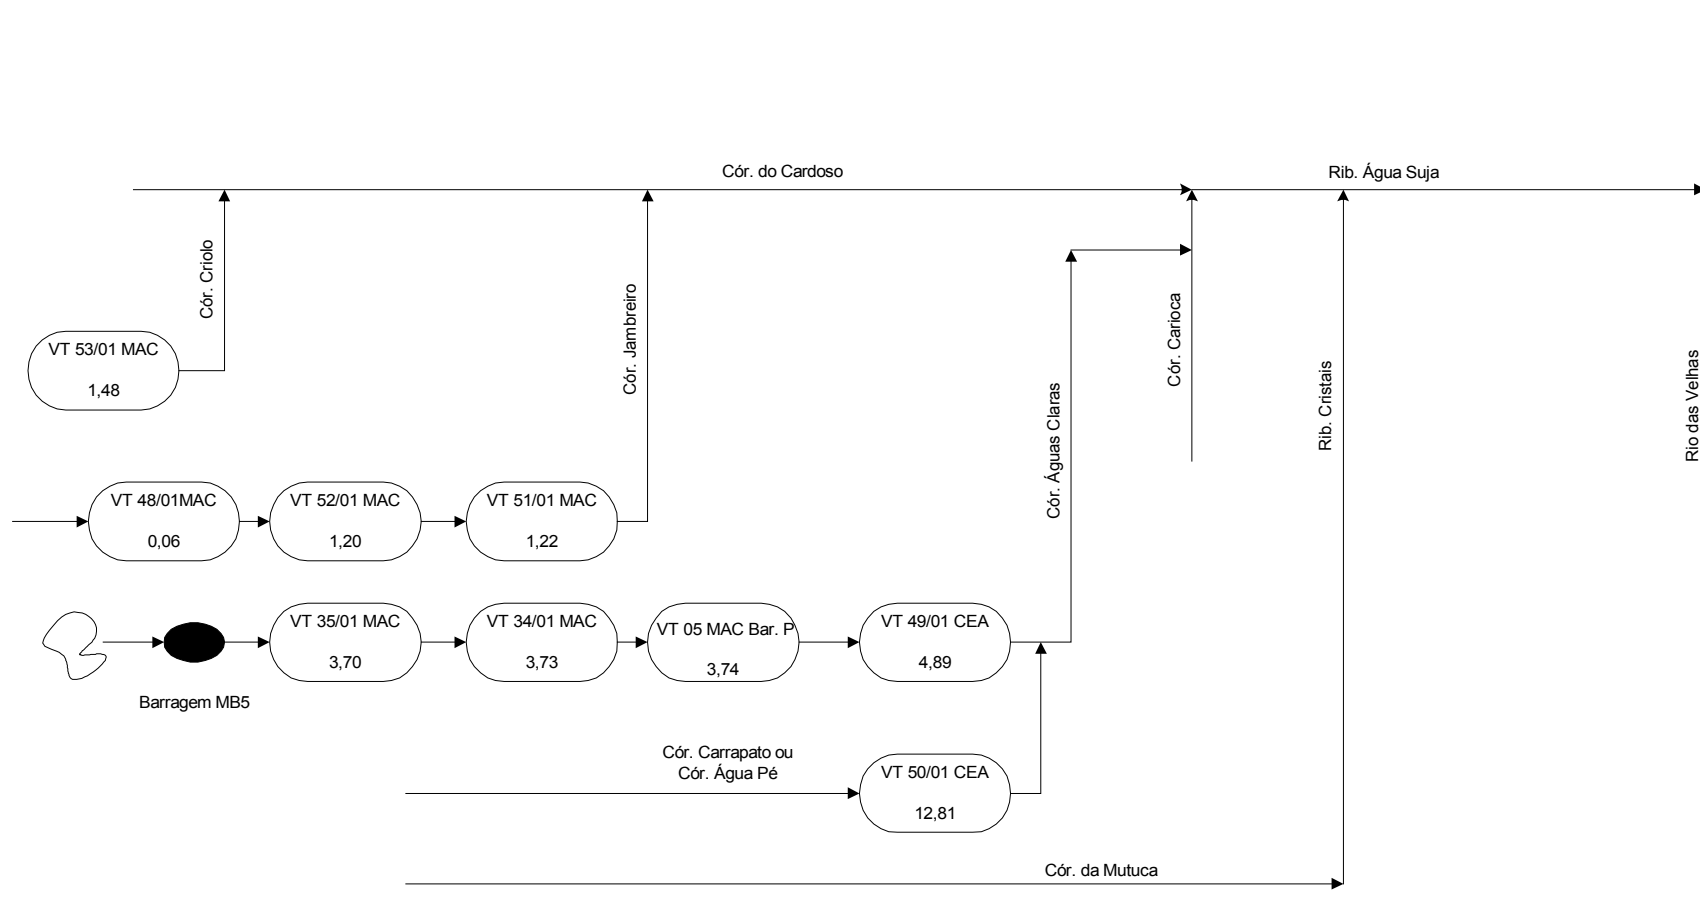 Cór. do Cardoso
Rib. Água Suja
Cór. Criolo
Cór. Jambreiro
Cór. Carioca
Cór. Águas Claras
Rib. Cristais
Rio das Velhas
VT 53/01 MAC
1,48
VT 48/01MAC
0,06
VT 52/01 MAC
1,20
VT 51/01 MAC
1,22
VT 35/01 MAC
3,70
VT 34/01 MAC
3,73
VT 05 MAC Bar. P
3,74
VT 49/01 CEA
4,89
Barragem MB5
Cór. Carrapato ou
Cór. Água Pé
VT 50/01 CEA
12,81
Cór. da Mutuca